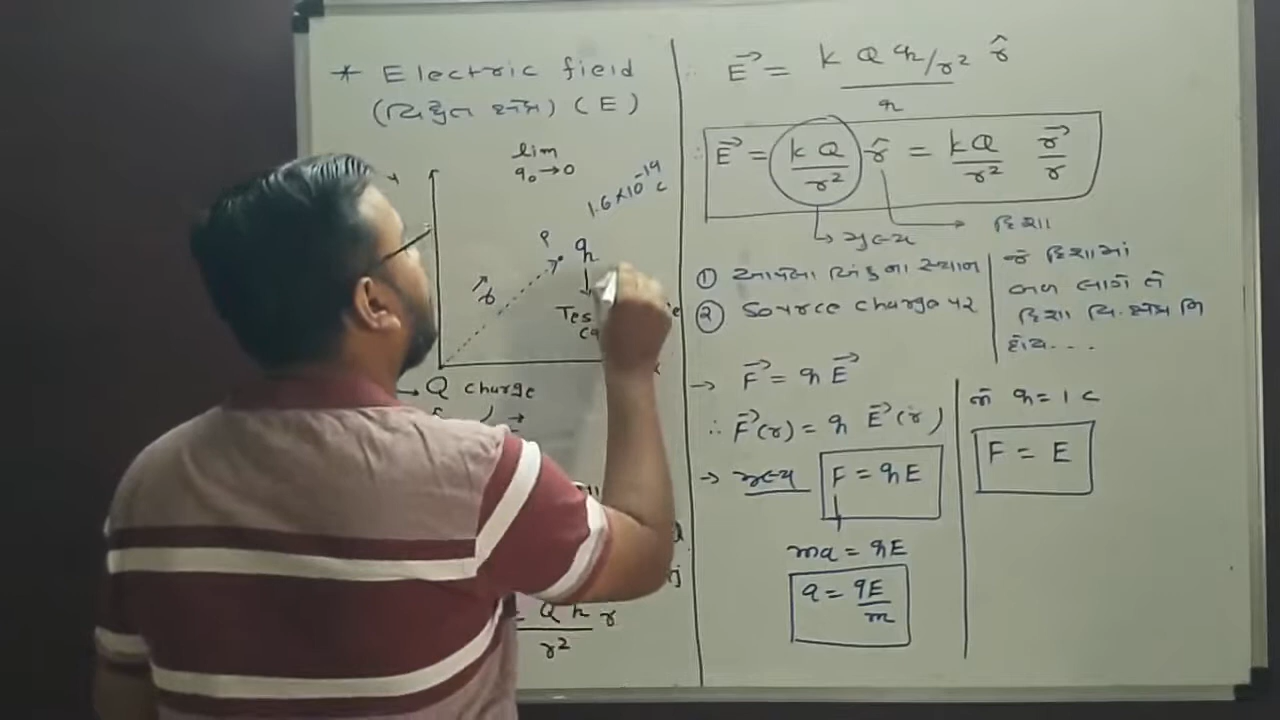 * Electric field
(વિદ્યુત ક્ષેત્ર) (E)
lim
q₀→0
1.6×10⁻¹⁹ c
P q
r⃗
Tes
Q charge
Q q r
r²
∴ E⃗ = k Q q/r² r̂
q
∴ E⃗ = kQ/r² r̂ = kQ/r² r⃗/r
↳ મુલ્ય → દિશા
① આપેલા બિંદુના સ્થાન
② Source charge પર
જે દિશામાં
બળ લાગે તે
દિશા વિ.ક્ષેત્ર નિ
હોય...
→ F⃗ = q E⃗
∴ F⃗(r) = q E⃗(r)
→ મુલ્ય F = qE
ma = qE
a = qE/m
જો q = 1 C
F = E